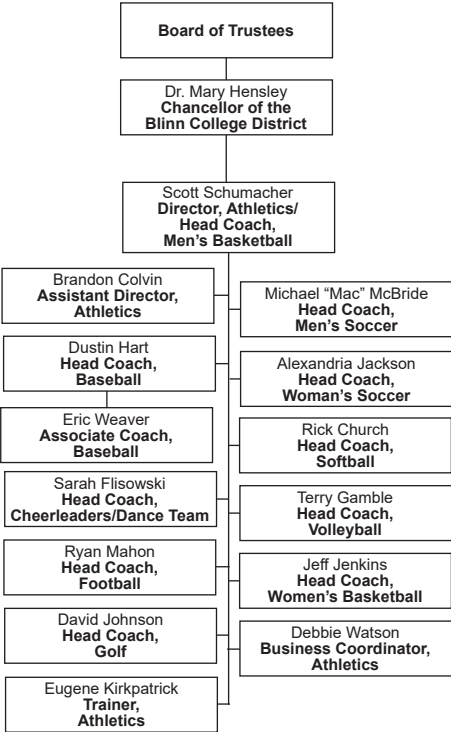 Board of Trustees
Dr. Mary Hensley
Chancellor of the
Blinn College District
Scott Schumacher
Director, Athletics/
Head Coach,
Men's Basketball
Brandon Colvin
Assistant Director,
Athletics
Dustin Hart
Head Coach,
Baseball
Eric Weaver
Associate Coach,
Baseball
Sarah Flisowski
Head Coach,
Cheerleaders/Dance Team
Ryan Mahon
Head Coach,
Football
David Johnson
Head Coach,
Golf
Eugene Kirkpatrick
Trainer,
Athletics
Michael “Mac” McBride
Head Coach,
Men's Soccer
Alexandria Jackson
Head Coach,
Woman's Soccer
Rick Church
Head Coach,
Softball
Terry Gamble
Head Coach,
Volleyball
Jeff Jenkins
Head Coach,
Women's Basketball
Debbie Watson
Business Coordinator,
Athletics